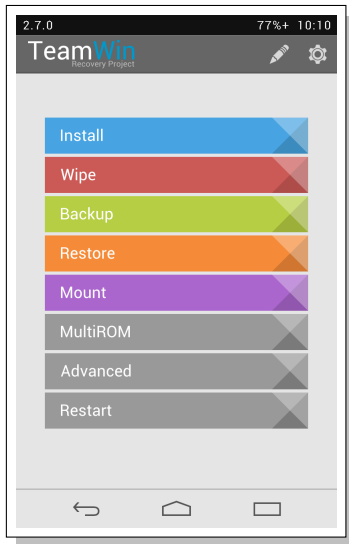 2.7.0 77%+ 10:10
TeamWin
Recovery Project
Install
Wipe
Backup
Restore
Mount
MultiROM
Advanced
Restart